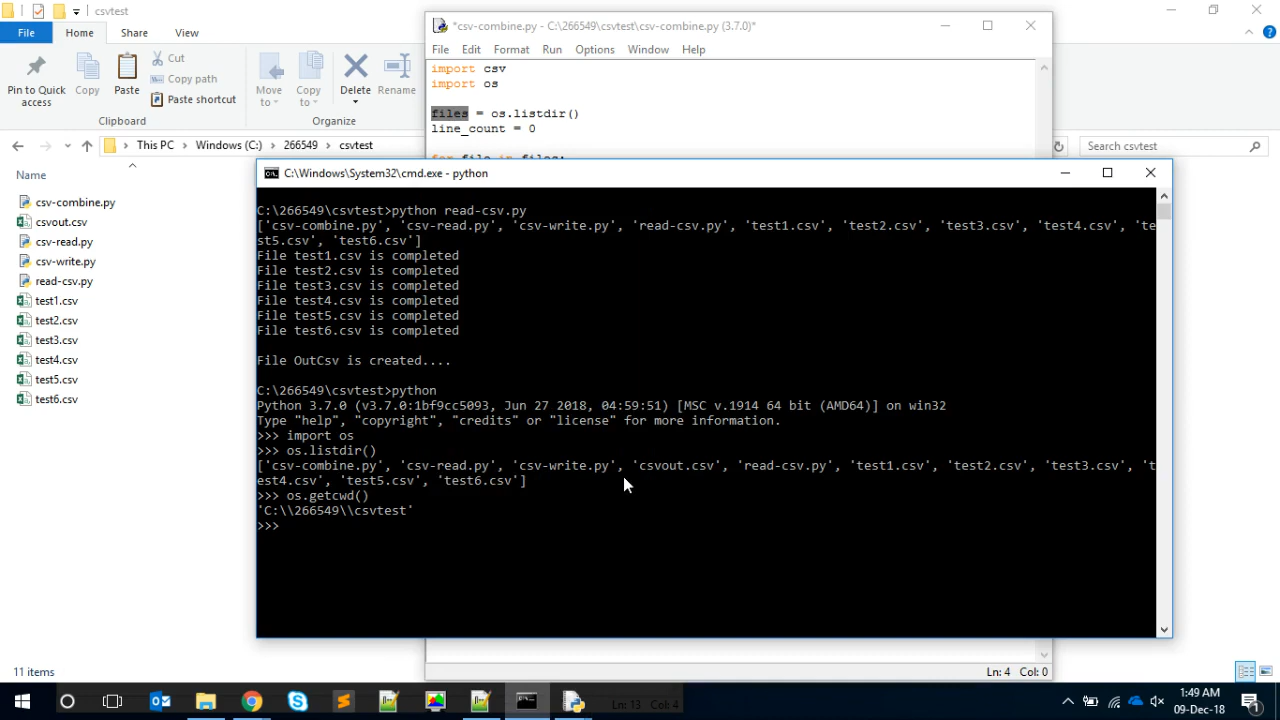 csvtest
*csv-combine.py - C:\266549\csvtest\csv-combine.py (3.7.0)*
File Home Share View
File Edit Format Run Options Window Help
Pin to Quick access
Copy
Paste
Cut
Copy path
Paste shortcut
Move to
Copy to
Delete
Rename
Clipboard
Organize
import csv
import os
files = os.listdir()
line_count = 0
for file in files:
This PC > Windows (C:) > 266549 > csvtest
Search csvtest
Name
csv-combine.py
csvout.csv
csv-read.py
csv-write.py
read-csv.py
test1.csv
test2.csv
test3.csv
test4.csv
test5.csv
test6.csv
C:\Windows\System32\cmd.exe - python
C:\266549\csvtest>python read-csv.py
['csv-combine.py', 'csv-read.py', 'csv-write.py', 'read-csv.py', 'test1.csv', 'test2.csv', 'test3.csv', 'test4.csv', 'te
st5.csv', 'test6.csv']
File test1.csv is completed
File test2.csv is completed
File test3.csv is completed
File test4.csv is completed
File test5.csv is completed
File test6.csv is completed
File OutCsv is created....
C:\266549\csvtest>python
Python 3.7.0 (v3.7.0:1bf9cc5093, Jun 27 2018, 04:59:51) [MSC v.1914 64 bit (AMD64)] on win32
Type "help", "copyright", "credits" or "license" for more information.
>>> import os
>>> os.listdir()
['csv-combine.py', 'csv-read.py', 'csv-write.py', 'csvout.csv', 'read-csv.py', 'test1.csv', 'test2.csv', 'test3.csv', 't
est4.csv', 'test5.csv', 'test6.csv']
>>> os.getcwd()
'C:\\266549\\csvtest'
>>>
11 items
Ln: 4 Col: 0
Ln: 13 Col: 4
1:49 AM
09-Dec-18
1